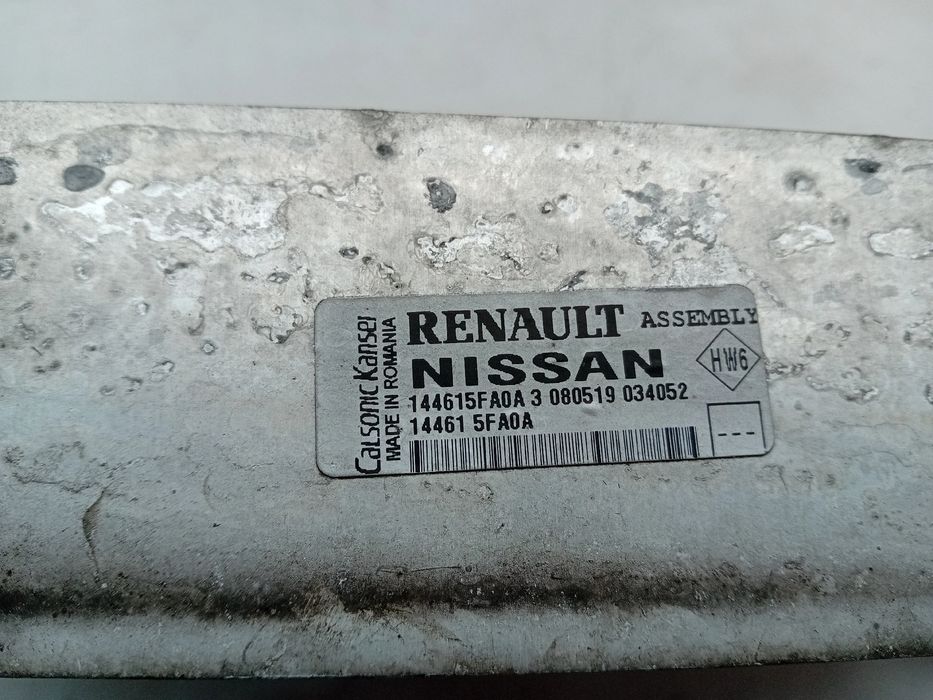 Calsonic Kansei
MADE IN ROMANIA
RENAULT ASSEMBLY
NISSAN
HW6
144615FA0A 3 080519 034052
14461 5FA0A
---